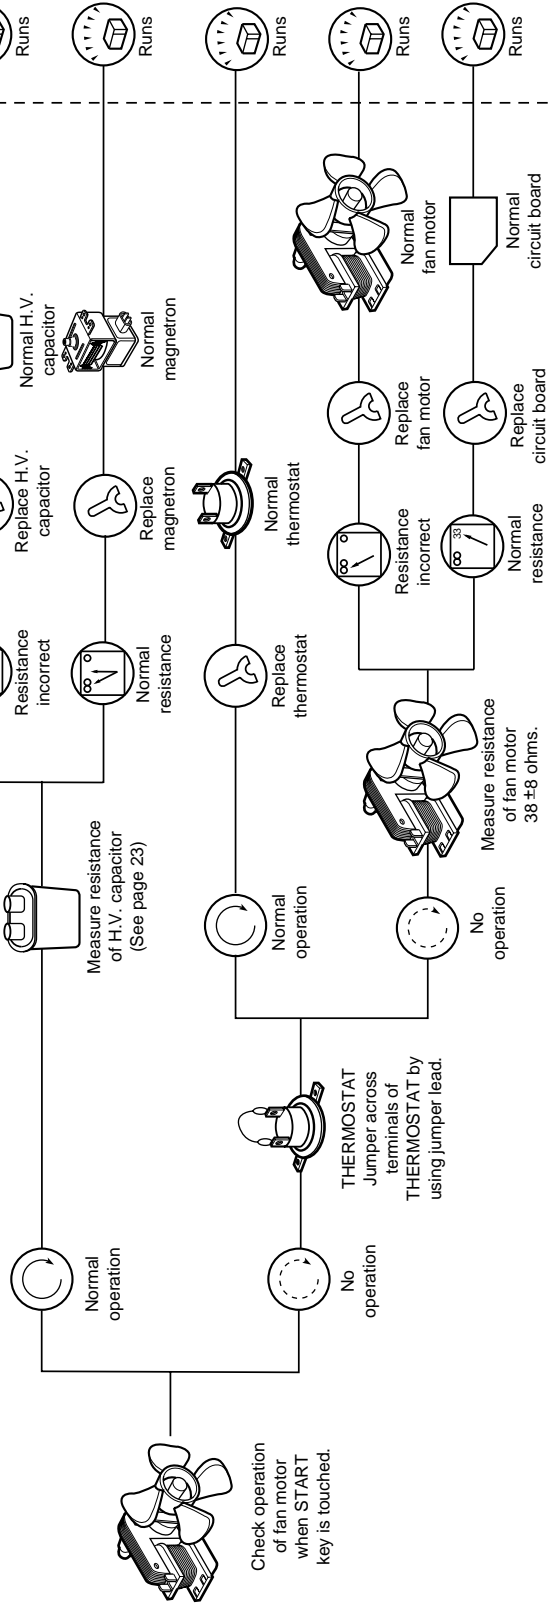 Check operation
of fan motor
when START
key is touched.
Normal
operation
No
operation
Measure resistance
of H.V. capacitor
(See page 23)
THERMOSTAT
Jumper across
terminals of
THERMOSTAT by
using jumper lead.
Normal
operation
No
operation
Resistance
incorrect
Replace H.V.
capacitor
Normal H.V.
capacitor
Runs
Normal
resistance
Replace
magnetron
Normal
magnetron
Runs
Replace
thermostat
Normal
thermostat
Runs
Measure resistance
of fan motor
38±8 ohms.
Resistance
incorrect
Replace
fan motor
Normal
fan motor
Runs
33
Normal
resistance
Replace
circuit board
Normal
circuit board
Runs